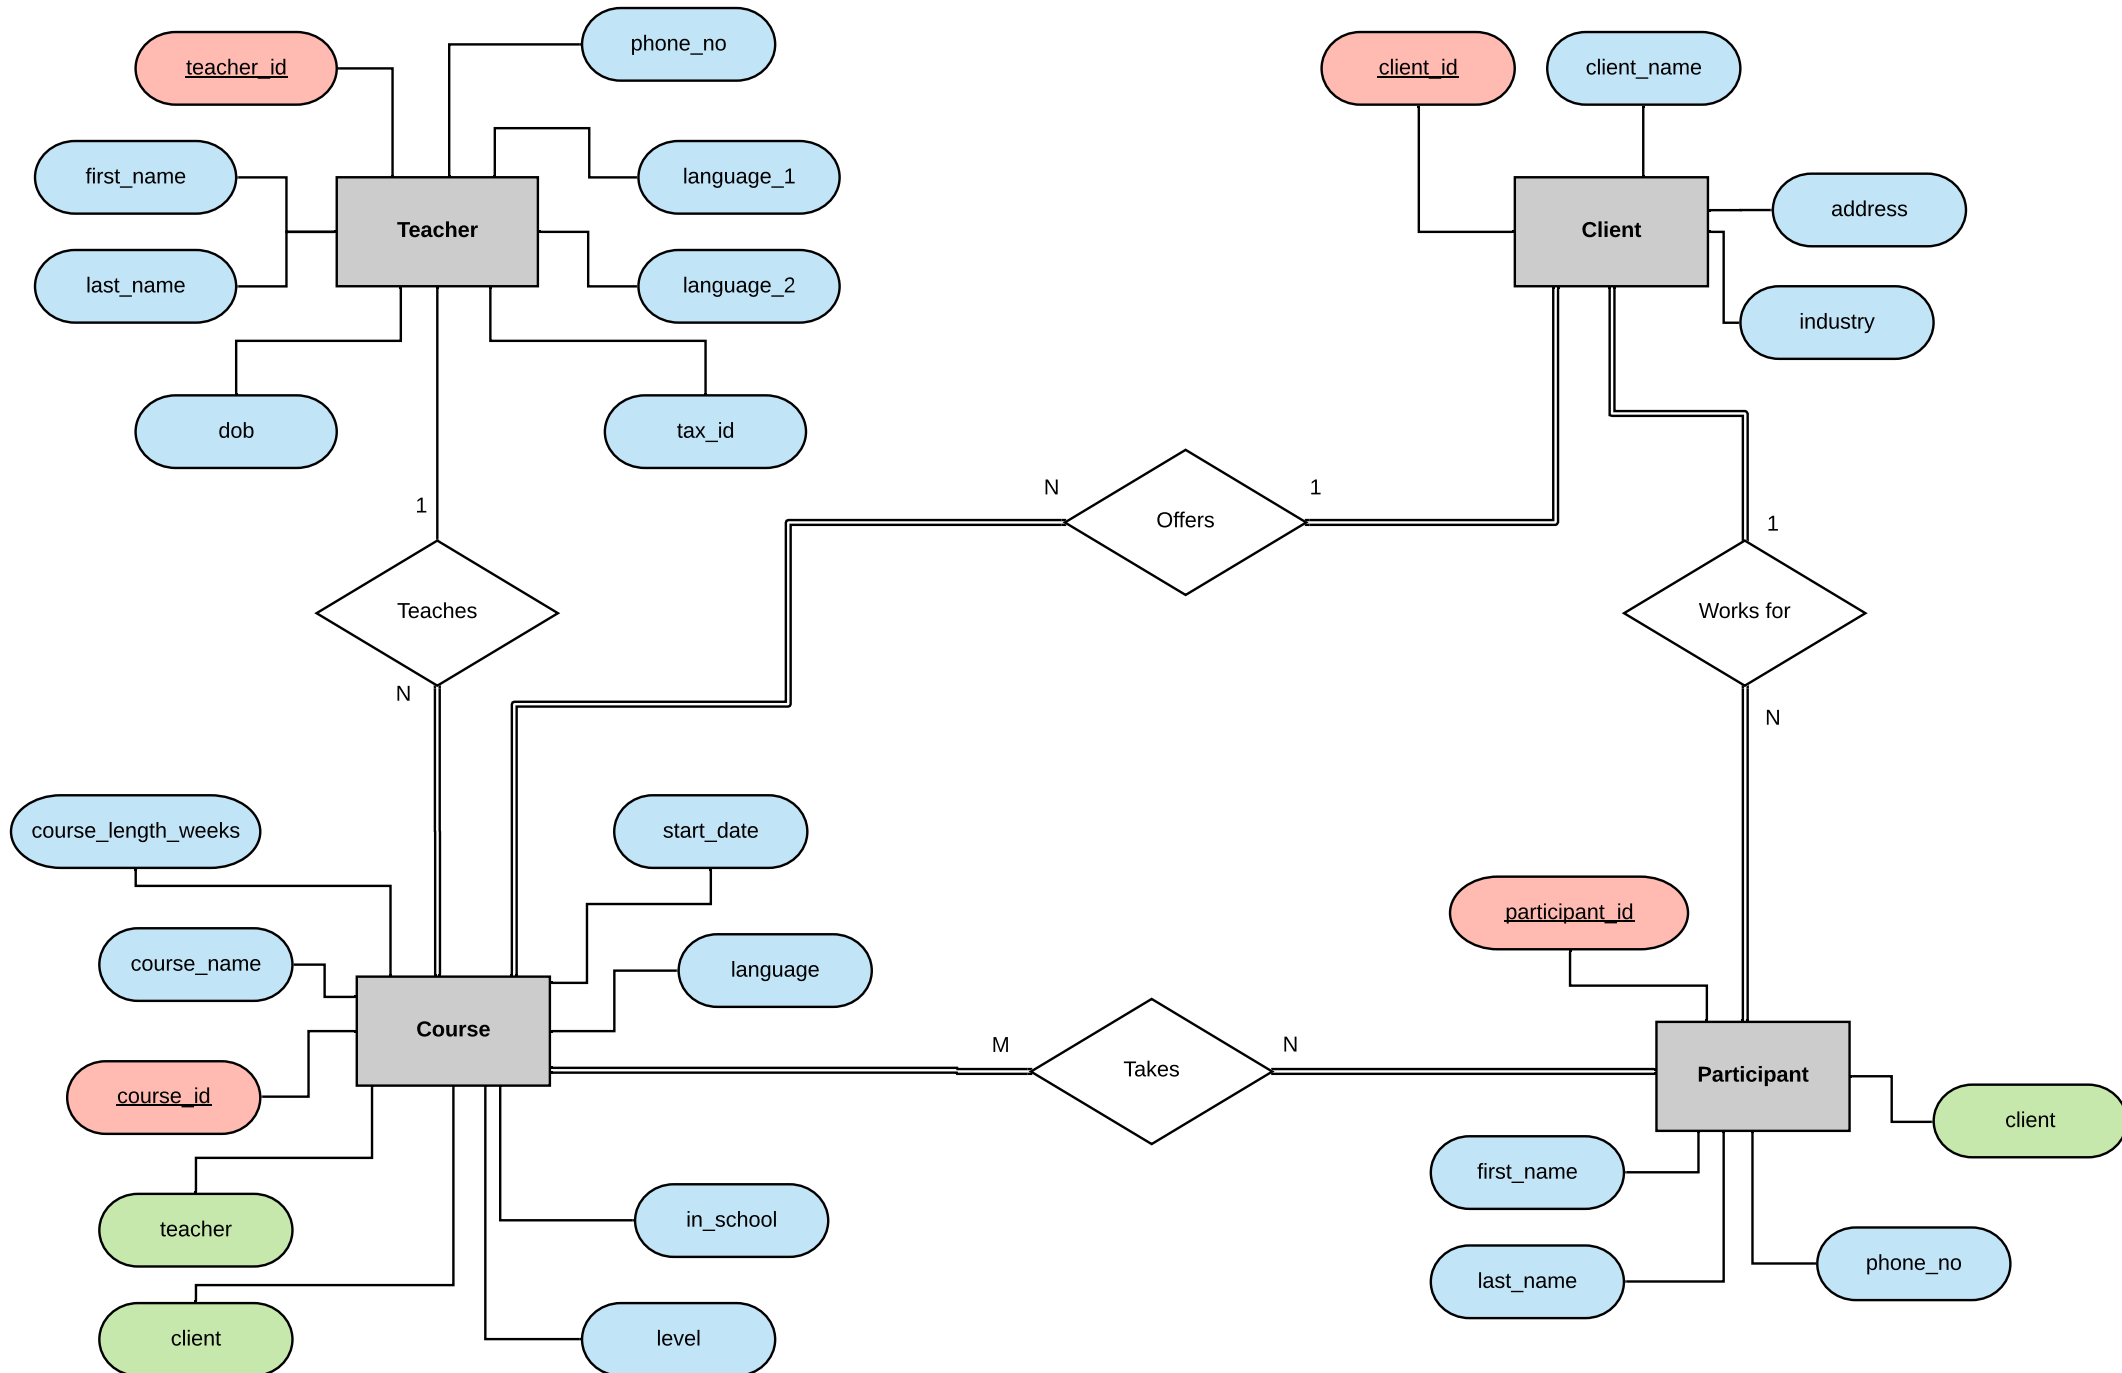 phone_no
teacher_id
client_id
client_name
first_name
language_1
address
Teacher
Client
last_name
language_2
industry
dob
tax_id
1
N
1
Offers
1
Teaches
Works for
N
N
course_length_weeks
start_date
participant_id
course_name
language
Course
M
N
Takes
Participant
course_id
client
first_name
teacher
in_school
phone_no
last_name
client
level